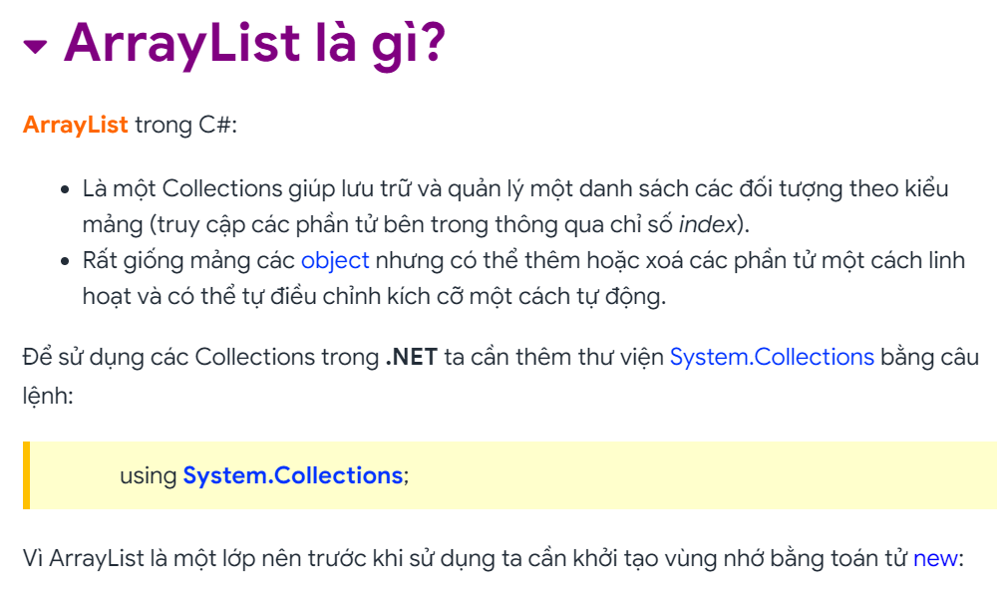 ArrayList là gì?
ArrayList trong C#:
• Là một Collections giúp lưu trữ và quản lý một danh sách các đối tượng theo kiểu
mảng (truy cập các phần tử bên trong thông qua chỉ số index).
• Rất giống mảng các object nhưng có thể thêm hoặc xoá các phần tử một cách linh
hoạt và có thể tự điều chỉnh kích cỡ một cách tự động.
Để sử dụng các Collections trong .NET ta cần thêm thư viện System.Collections bằng câu
lệnh:
using System.Collections;
Vì ArrayList là một lớp nên trước khi sử dụng ta cần khởi tạo vùng nhớ bằng toán tử new: